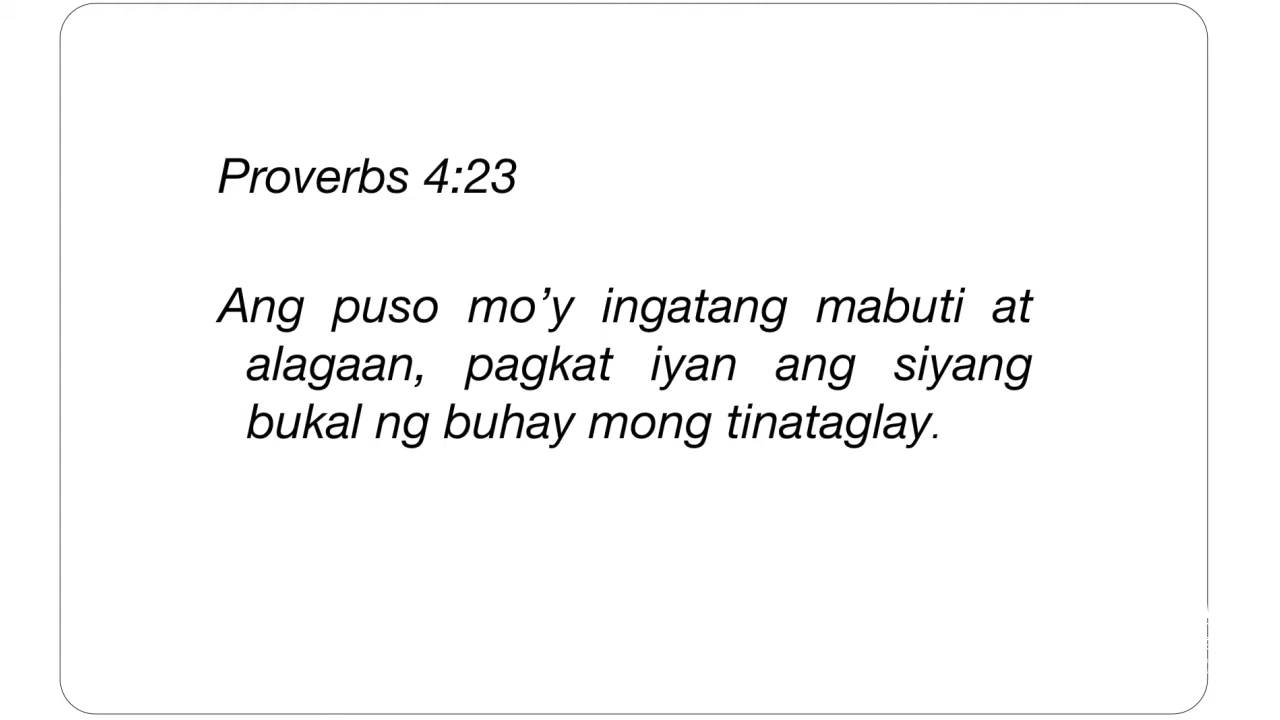 Proverbs 4:23
Ang puso mo’y ingatang mabuti at
alagaan, pagkat iyan ang siyang
bukal ng buhay mong tinataglay.